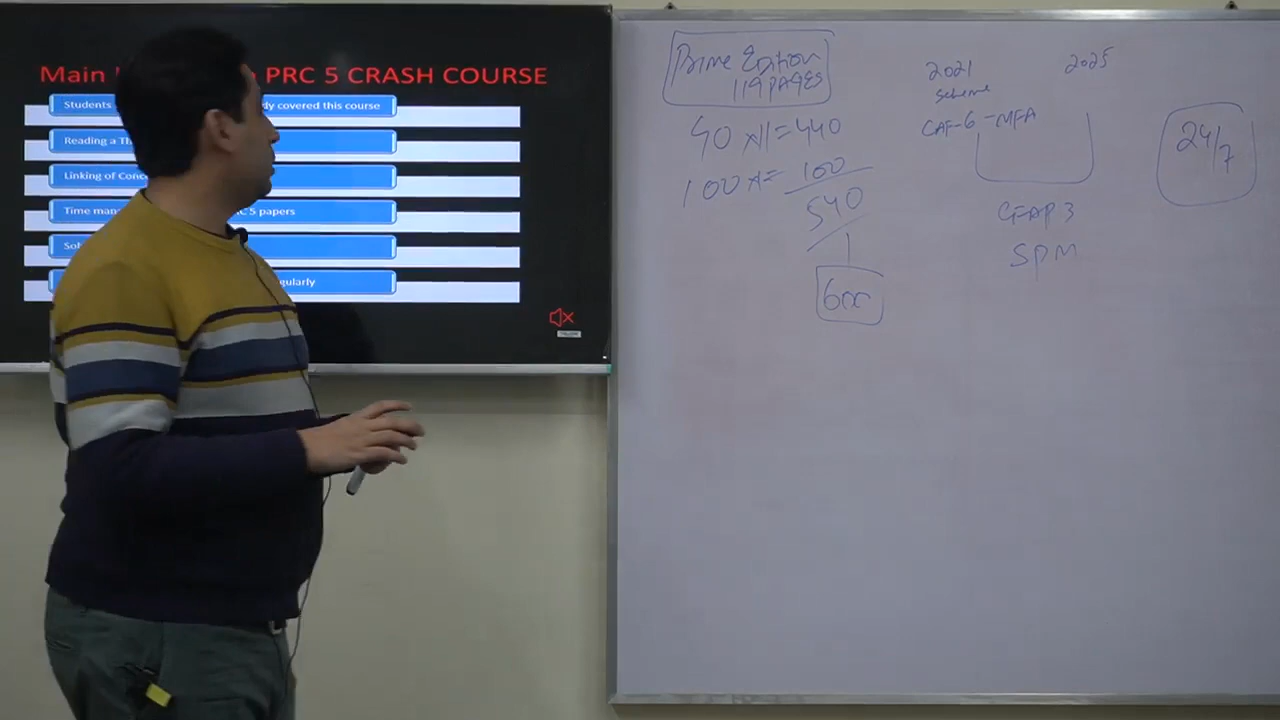 Main PRC 5 CRASH COURSE
Students covered this course
Reading a Th
Linking of Conc
Time man 5 papers
Sol
gularly
Prime Edition
119 PAGES
40 x 11 = 440
100 x 1 = 100
540
600
2021
scheme
CAF-6-MFA
2025
CFAP 3
SPM
24/7